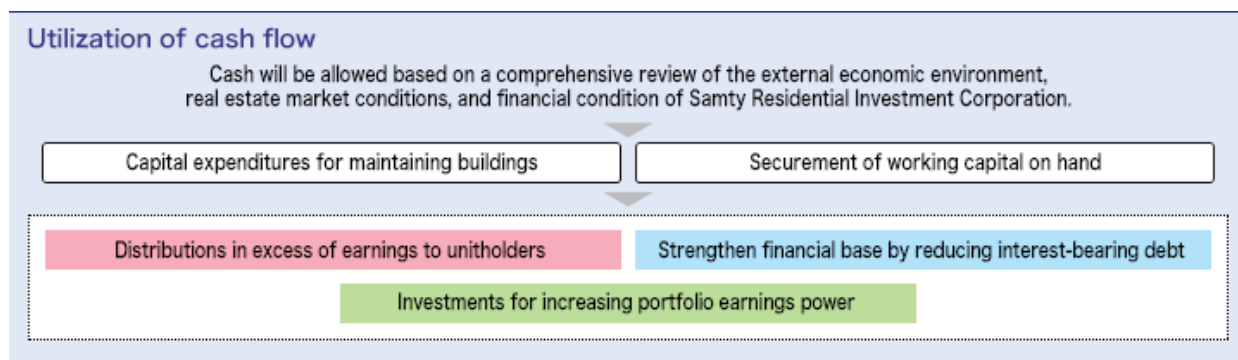 Utilization of cash flow
Cash will be allowed based on a comprehensive review of the external economic environment,
real estate market conditions, and financial condition of Samty Residential Investment Corporation.
Capital expenditures for maintaining buildings
Securement of working capital on hand
Distributions in excess of earnings to unitholders
Strengthen financial base by reducing interest-bearing debt
Investments for increasing portfolio earnings power